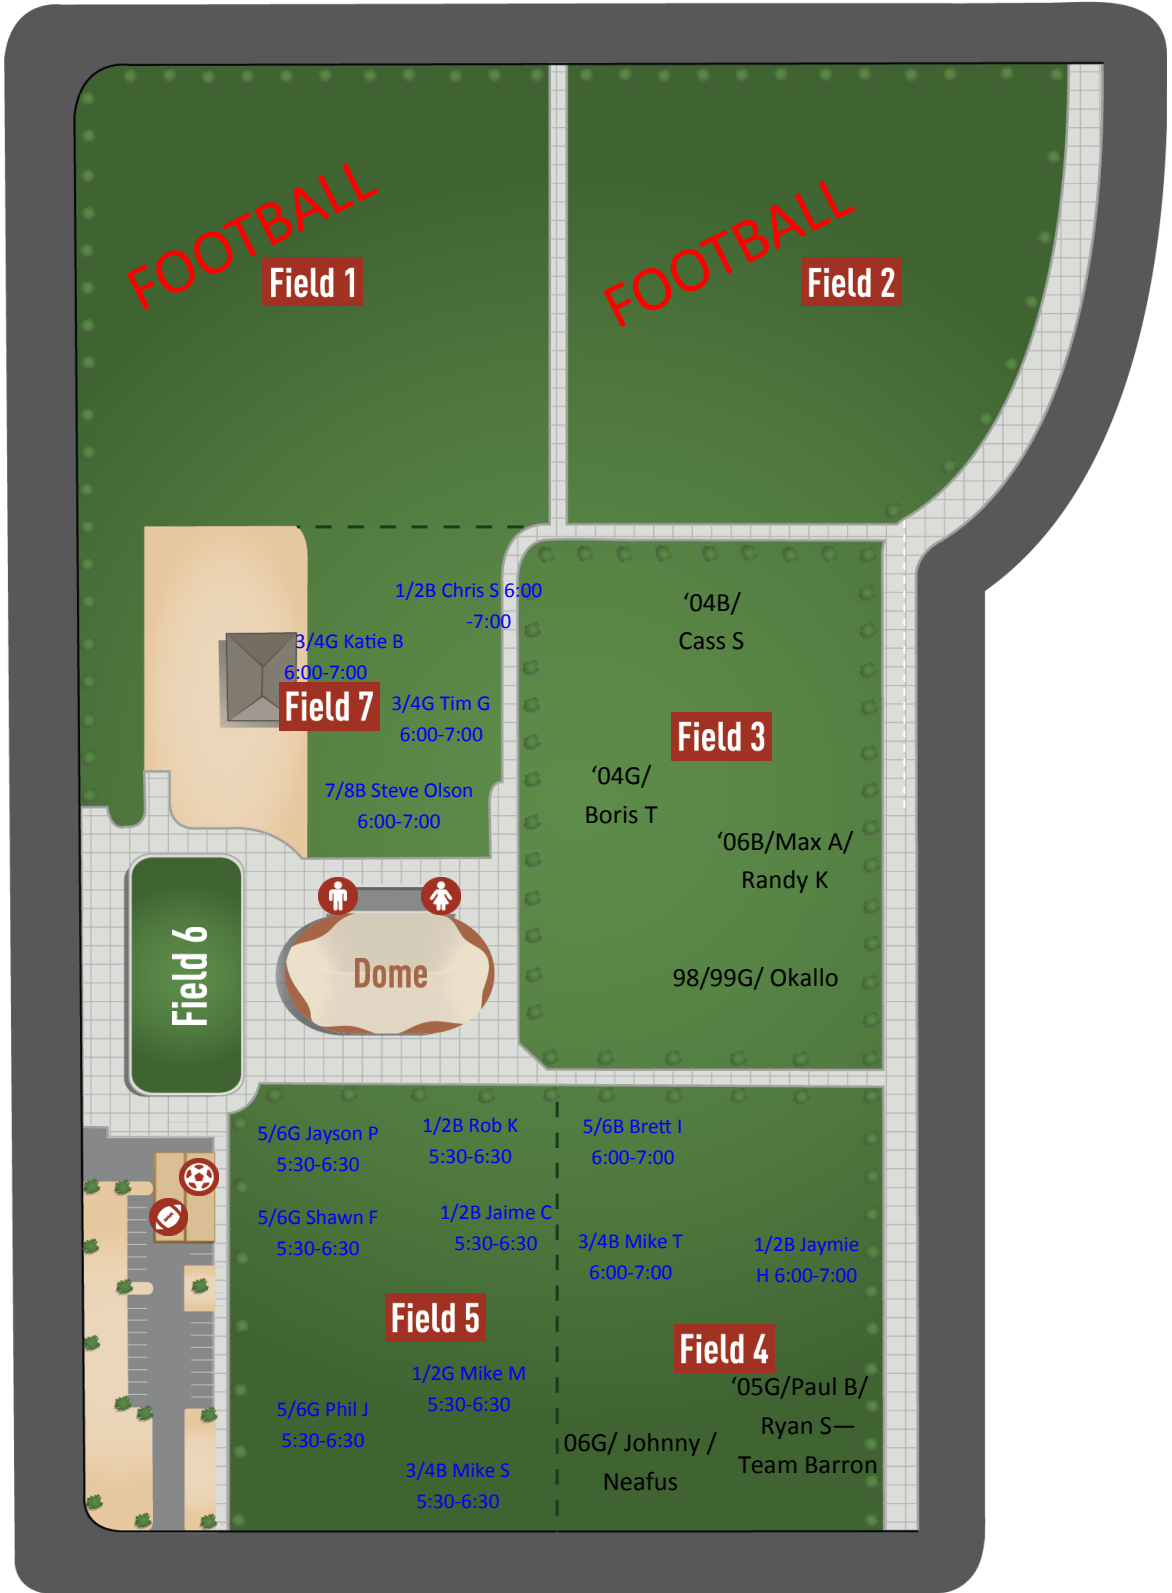 FOOTBALL
Field 1
FOOTBALL
Field 2
1/2B Chris S 6:00
-7:00
3/4G Katie B
6:00-7:00
Field 7
3/4G Tim G
6:00-7:00
7/8B Steve Olson
6:00-7:00
‘04B/
Cass S
Field 3
‘04G/
Boris T
‘06B/Max A/
Randy K
98/99G/ Okallo
Field 6
Dome
5/6G Jayson P
5:30-6:30
1/2B Rob K
5:30-6:30
5/6G Shawn F
5:30-6:30
1/2B Jaime C
5:30-6:30
Field 5
1/2G Mike M
5:30-6:30
5/6G Phil J
5:30-6:30
3/4B Mike S
5:30-6:30
5/6B Brett I
6:00-7:00
3/4B Mike T
6:00-7:00
1/2B Jaymie
H 6:00-7:00
Field 4
‘05G/Paul B/
Ryan S—
Team Barron
06G/ Johnny /
Neafus